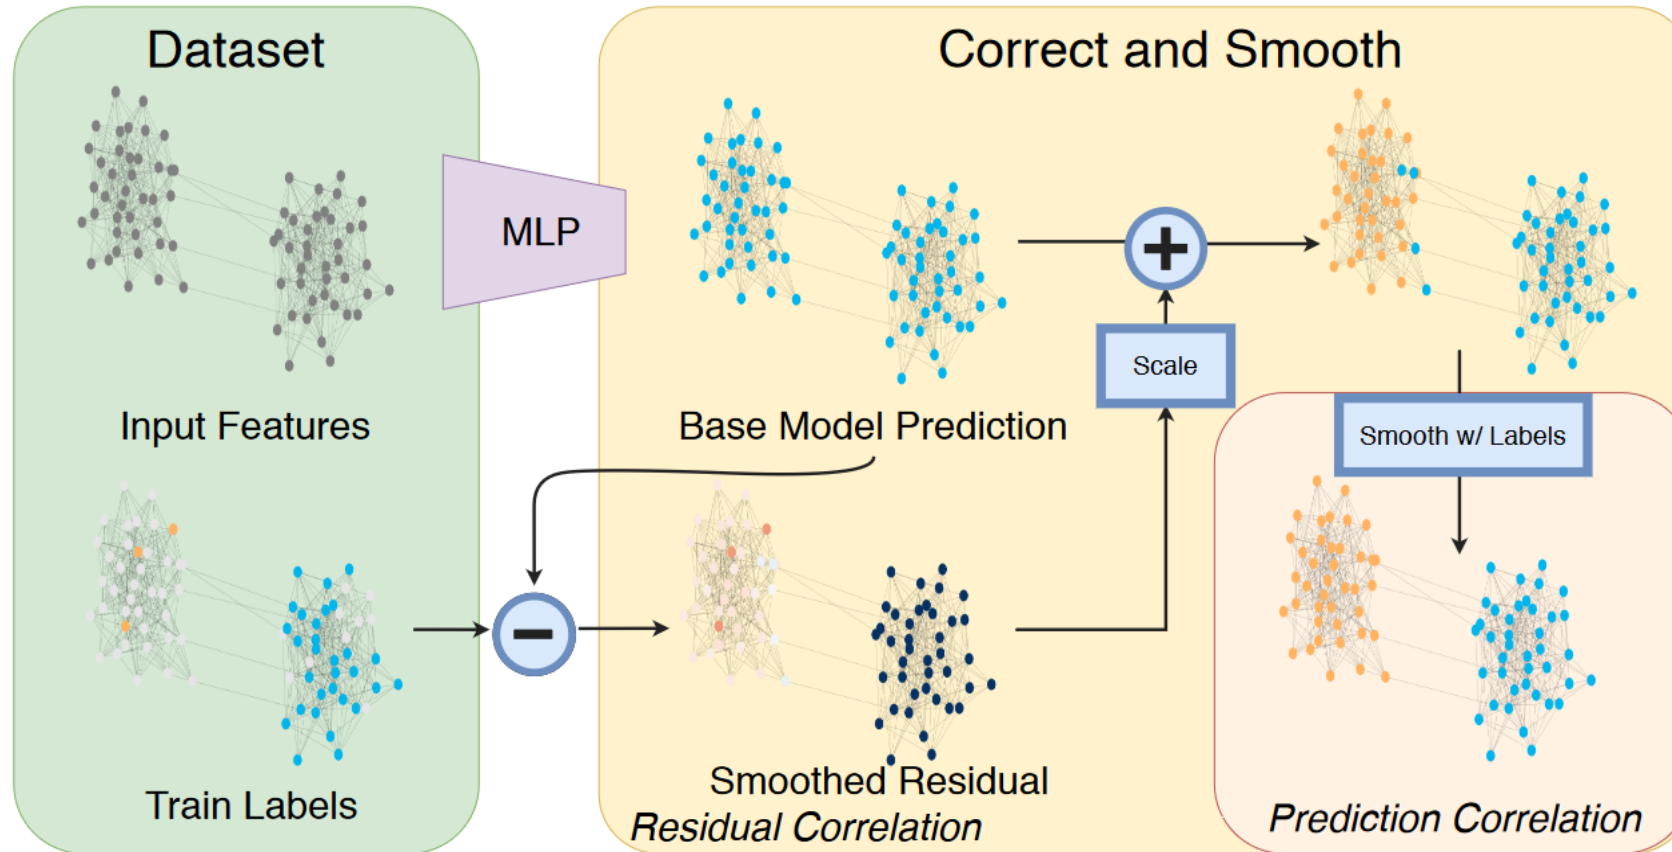 Dataset
Correct and Smooth
MLP
Scale
Input Features
Base Model Prediction
Smooth w/ Labels
Train Labels
Smoothed Residual
Residual Correlation
Prediction Correlation